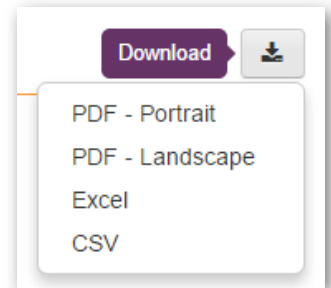 Download
PDF - Portrait
PDF - Landscape
Excel
CSV